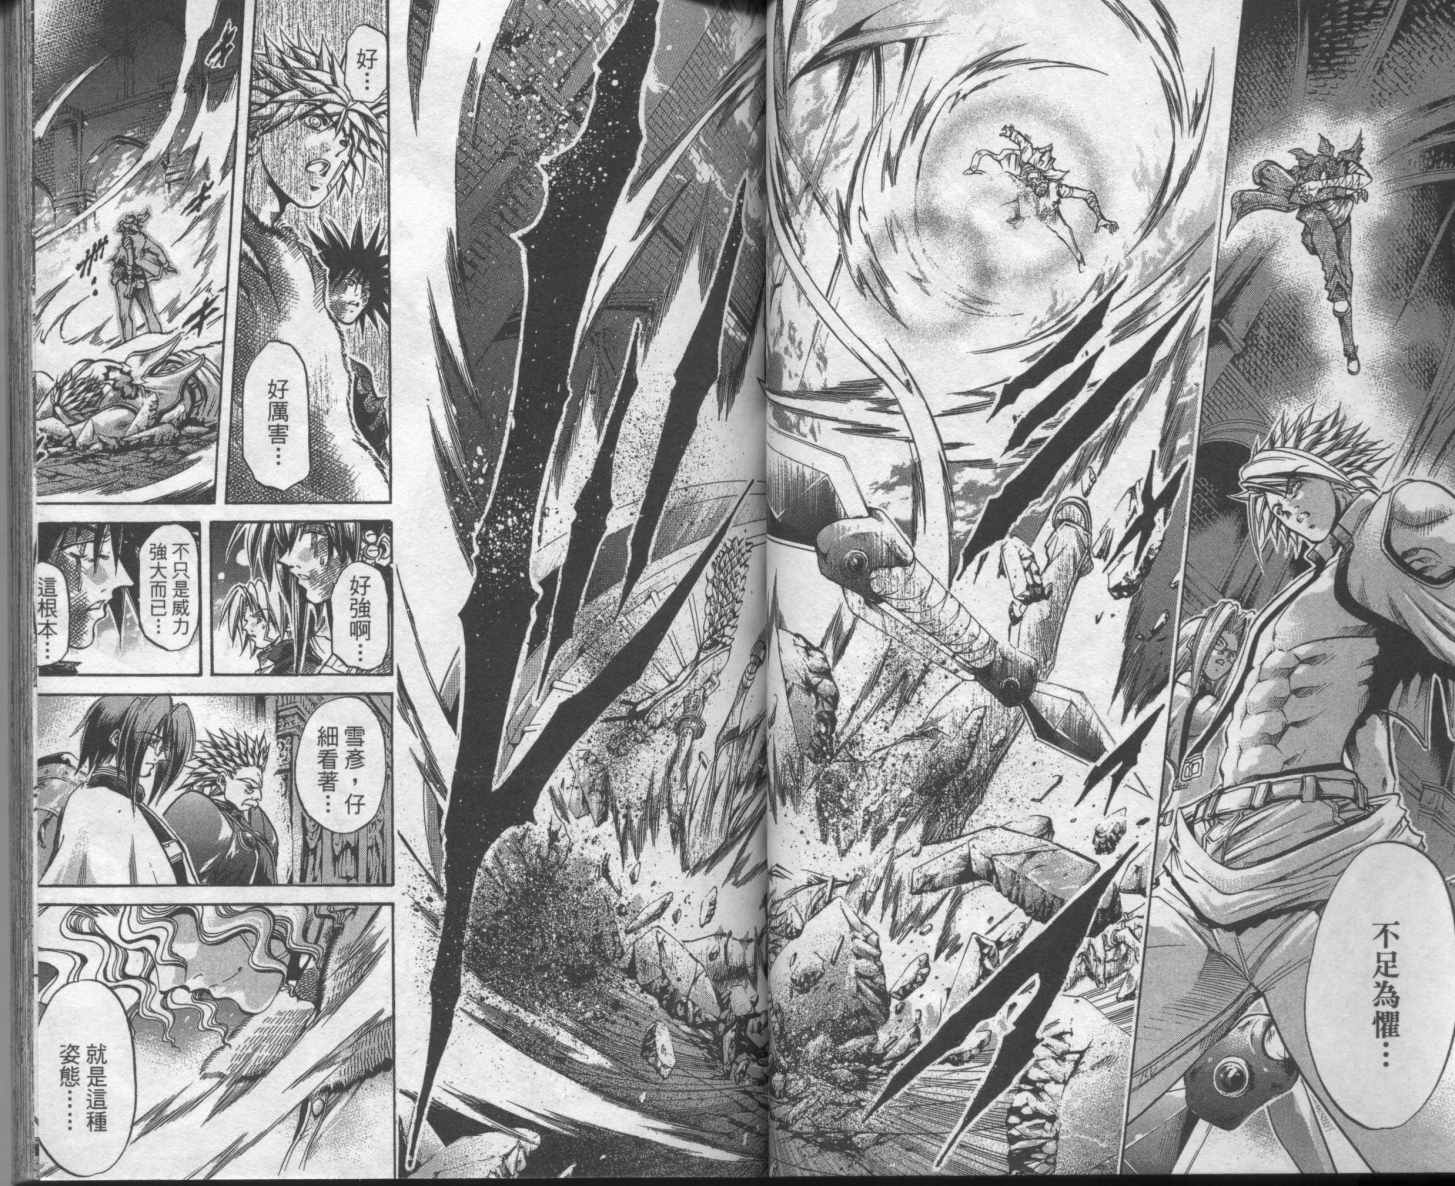 不足為懼…
好…
好厲害…
好強啊…
不只是威力
強大而已…
這根本…
雪彥，仔
細看著…
就是這種
姿態……